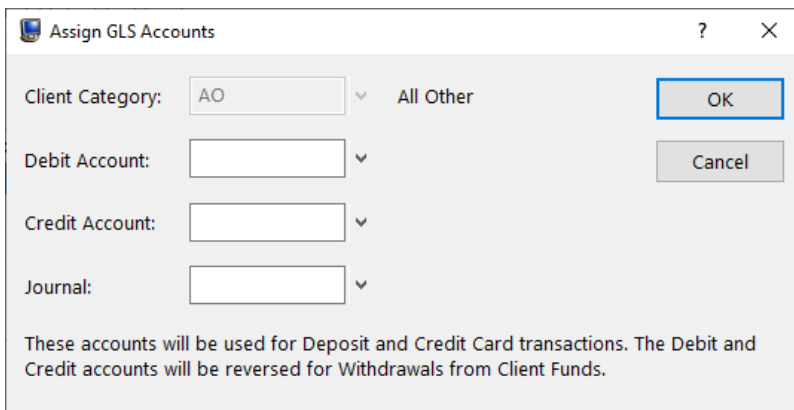 Assign GLS Accounts ?
Client Category: AO All Other OK
Debit Account: Cancel
Credit Account:
Journal:
These accounts will be used for Deposit and Credit Card transactions. The Debit and
Credit accounts will be reversed for Withdrawals from Client Funds.